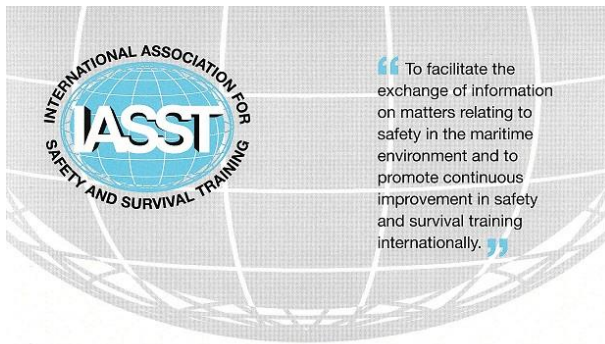 INTERNATIONAL ASSOCIATION FOR
IASST
SAFETY AND SURVIVAL TRAINING
“ To facilitate the
exchange of information
on matters relating to
safety in the maritime
environment and to
promote continuous
improvement in safety
and survival training
internationally. ”